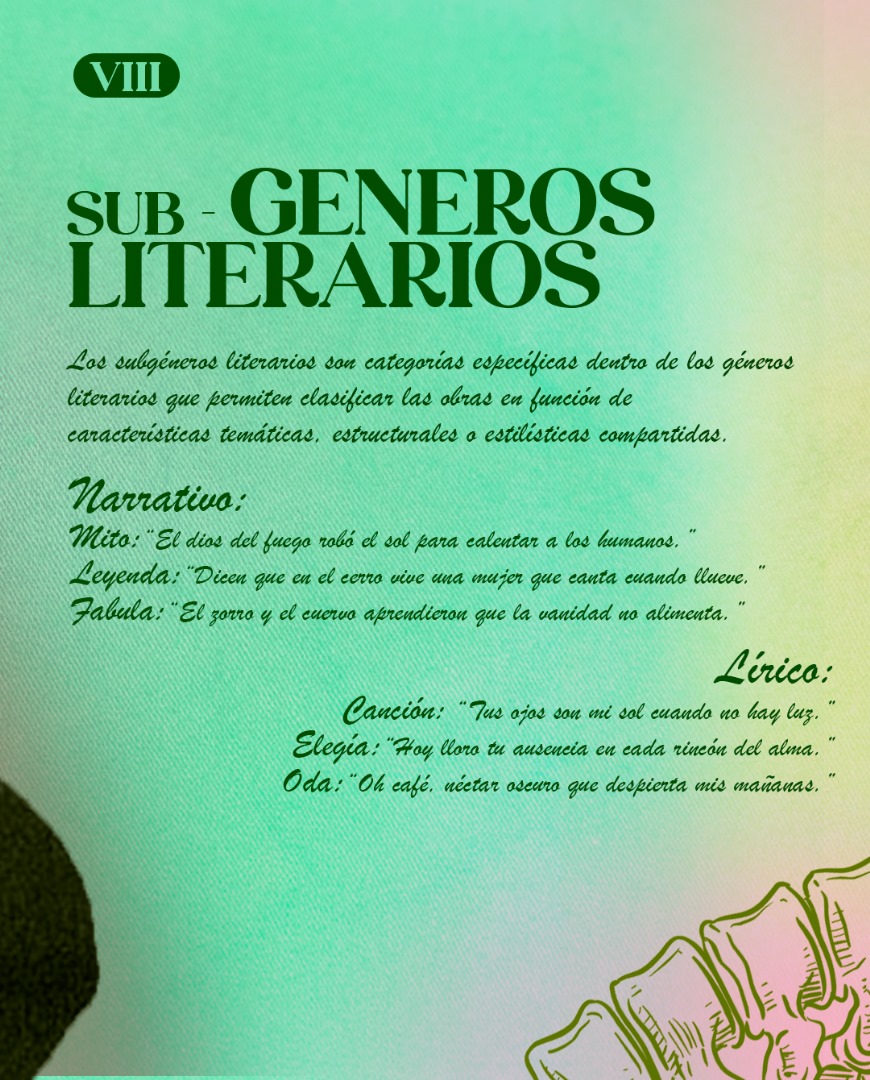 VIII
SUB - GENEROS
LITERARIOS
Los subgéneros literarios son categorías específicas dentro de los géneros
literarios que permiten clasificar las obras en función de
características temáticas, estructurales o estilísticas compartidas.
Narrativo:
Mito: "El dios del fuego robó el sol para calentar a los humanos."
Leyenda: "Dicen que en el cerro vive una mujer que canta cuando llueve."
Fabula: "El zorro y el cuervo aprendieron que la vanidad no alimenta."
Lírico:
Canción: "Tus ojos son mi sol cuando no hay luz."
Elegía: "Hoy lloro tu ausencia en cada rincón del alma."
Oda: "Oh café, néctar oscuro que despierta mis mañanas."